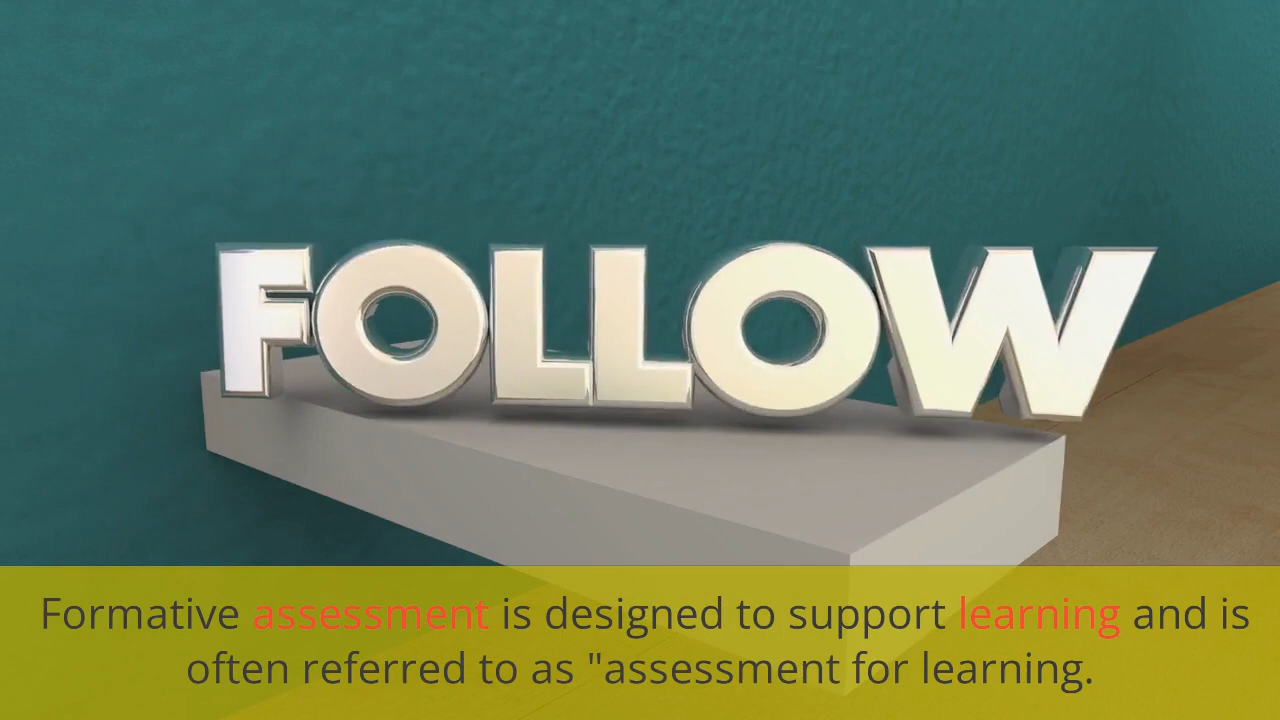 FOLLOW
Formative assessment is designed to support learning and is
often referred to as "assessment for learning.